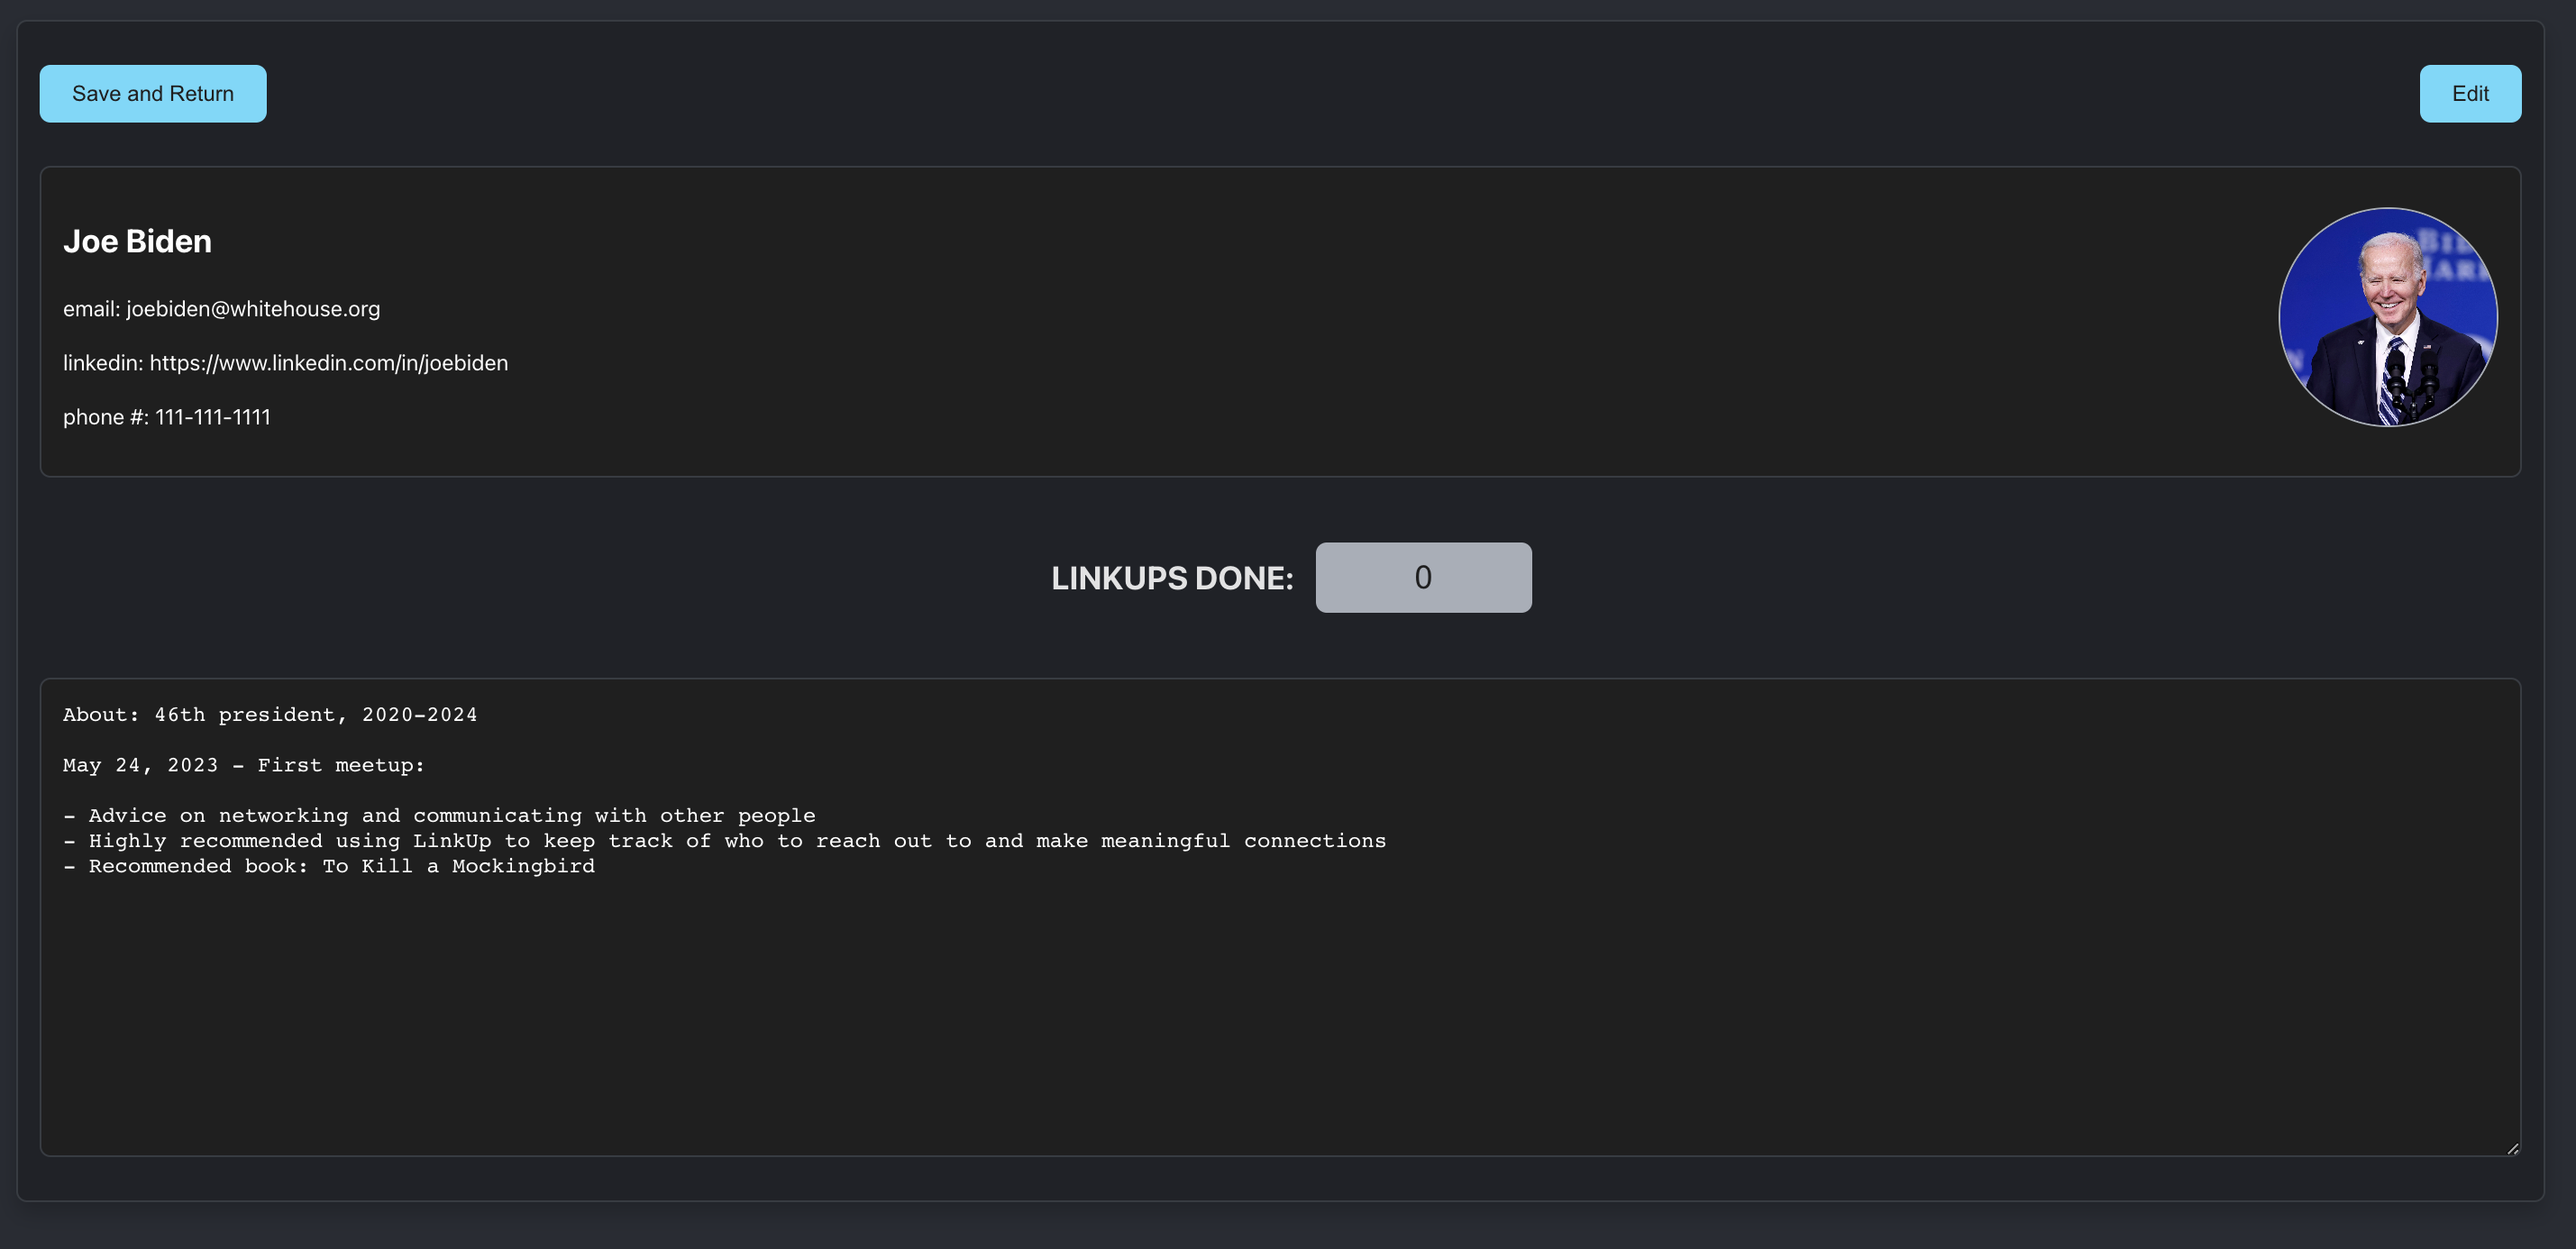 Save and Return
Edit
Joe Biden
email: joebiden@whitehouse.org
linkedin: https://www.linkedin.com/in/joebiden
phone #: 111-111-1111
LINKUPS DONE: 0
About: 46th president, 2020-2024
May 24, 2023 - First meetup:
- Advice on networking and communicating with other people
- Highly recommended using LinkUp to keep track of who to reach out to and make meaningful connections
- Recommended book: To Kill a Mockingbird